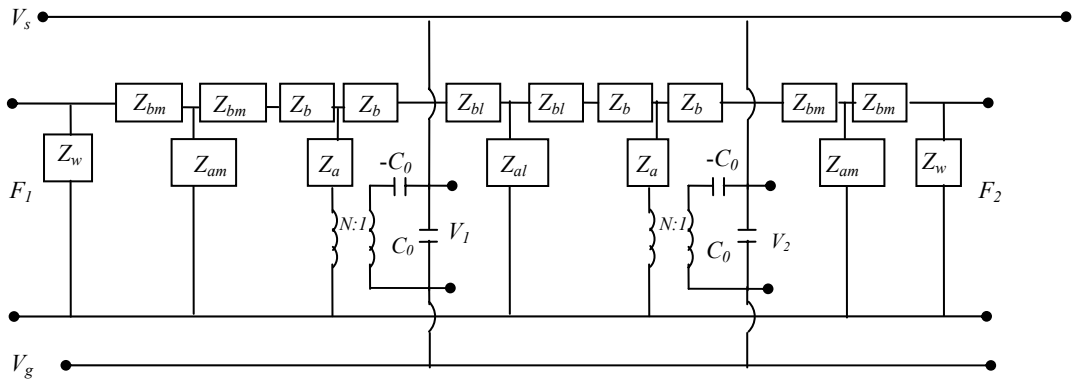 Vs
Zbm Zbm Zb Zb Zbl Zbl Zb Zb Zbm Zbm
Zw Zam Za -C0 Zal Za -C0 Zam Zw
F1 N:1 C0 V1 N:1 C0 V2 F2
Vg